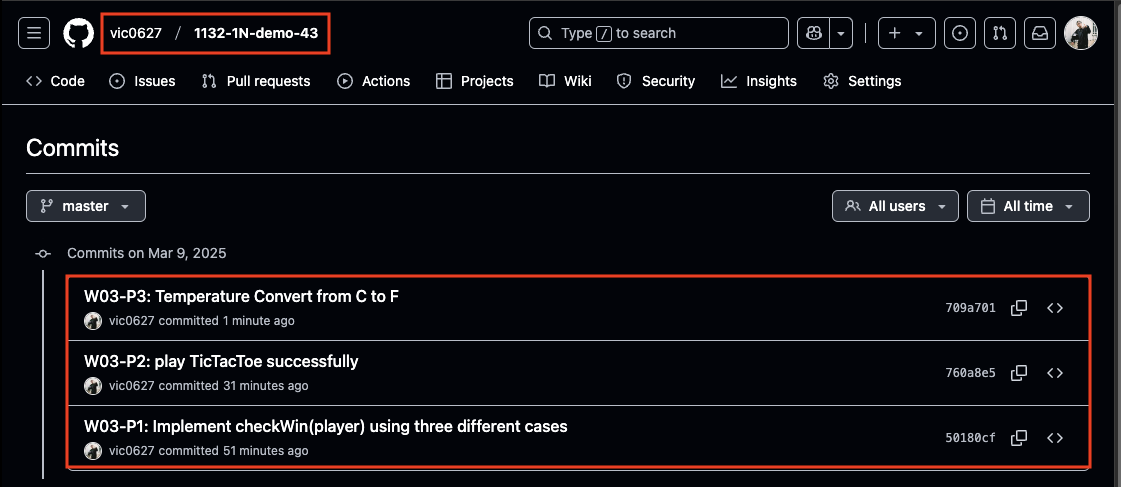 vic0627 / 1132-1N-demo-43
Type / to search
Code
Issues
Pull requests
Actions
Projects
Wiki
Security
Insights
Settings
Commits
master
All users
All time
Commits on Mar 9, 2025
W03-P3: Temperature Convert from C to F
709a701
vic0627 committed 1 minute ago
W03-P2: play TicTacToe successfully
760a8e5
vic0627 committed 31 minutes ago
W03-P1: Implement checkWin(player) using three different cases
50180cf
vic0627 committed 51 minutes ago